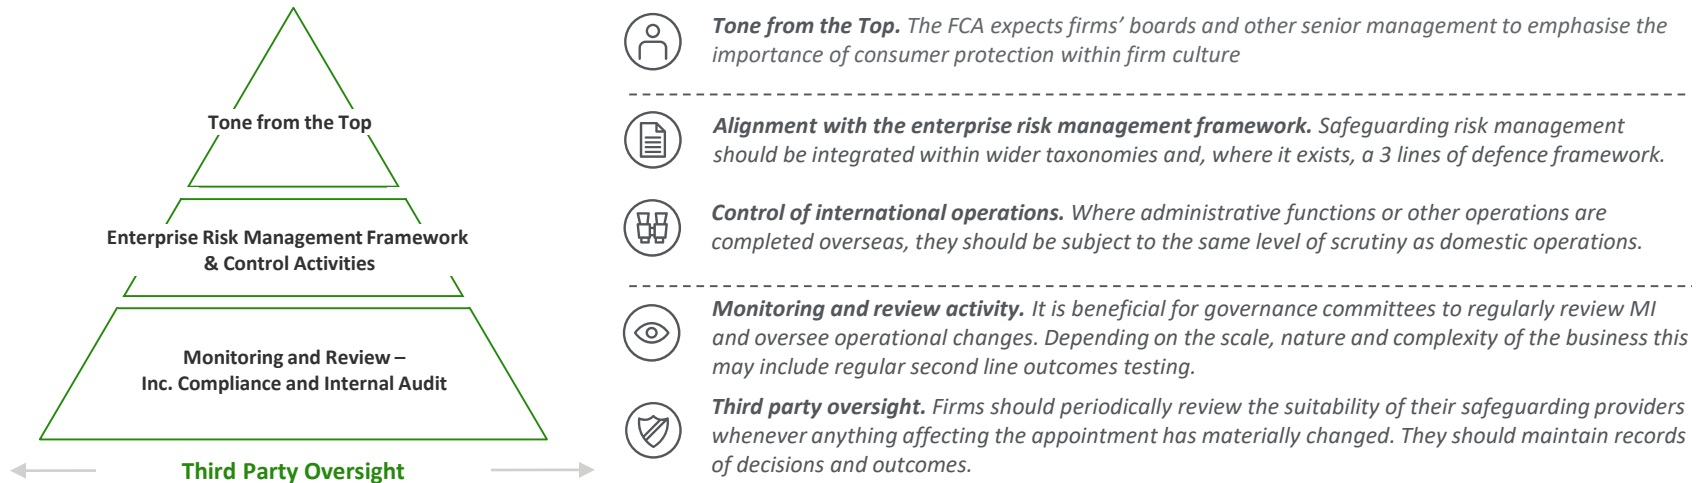 Tone from the Top
Enterprise Risk Management Framework
& Control Activities
Monitoring and Review –
Inc. Compliance and Internal Audit
Third Party Oversight
Tone from the Top. The FCA expects firms’ boards and other senior management to emphasise the
importance of consumer protection within firm culture
Alignment with the enterprise risk management framework. Safeguarding risk management
should be integrated within wider taxonomies and, where it exists, a 3 lines of defence framework.
Control of international operations. Where administrative functions or other operations are
completed overseas, they should be subject to the same level of scrutiny as domestic operations.
Monitoring and review activity. It is beneficial for governance committees to regularly review MI
and oversee operational changes. Depending on the scale, nature and complexity of the business this
may include regular second line outcomes testing.
Third party oversight. Firms should periodically review the suitability of their safeguarding providers
whenever anything affecting the appointment has materially changed. They should maintain records
of decisions and outcomes.